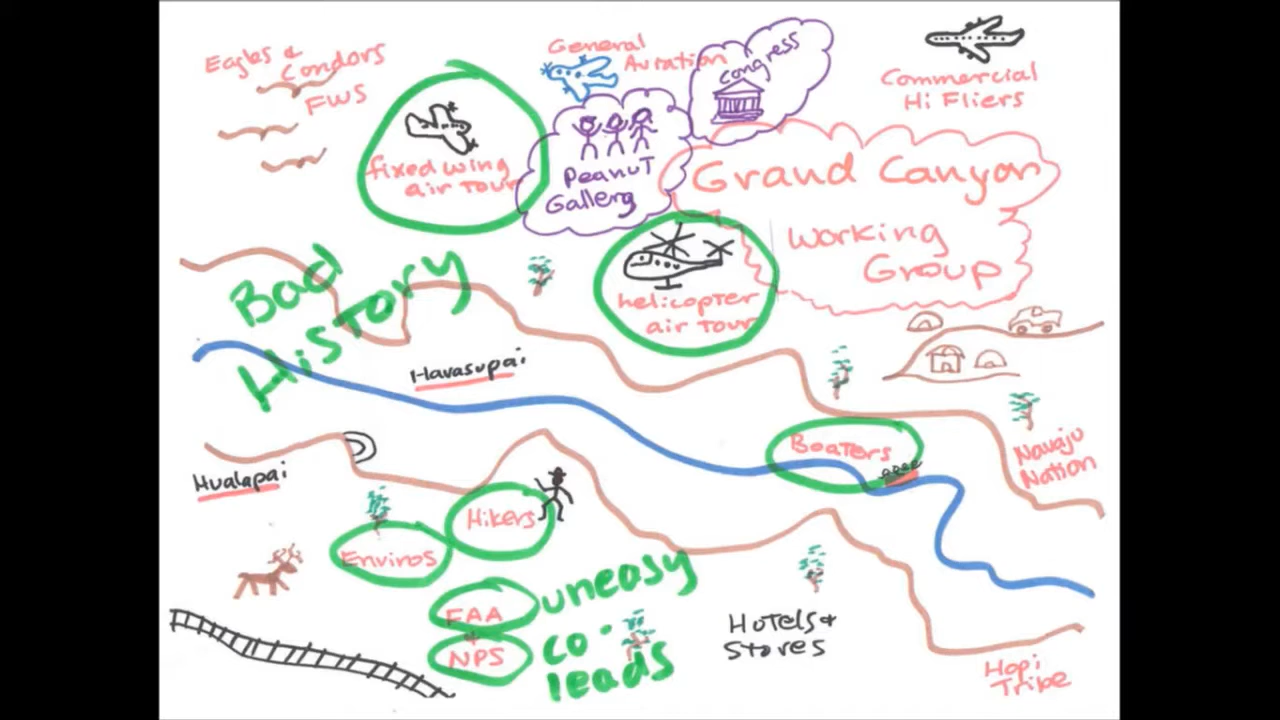 Eagles &
Condors
FWS
General
Aviation
Congress
Commercial
Hi Fliers
fixed wing
air tour
Peanut
Gallery
Grand Canyon
Working
Group
helicopter
air tour
Bad
History
Havasupai
Hualapai
Boaters
Navajo
Nation
Hikers
Enviros
FAA
+
NPS
uneasy
co-
leads
Hotels +
Stores
Hopi
Tribe